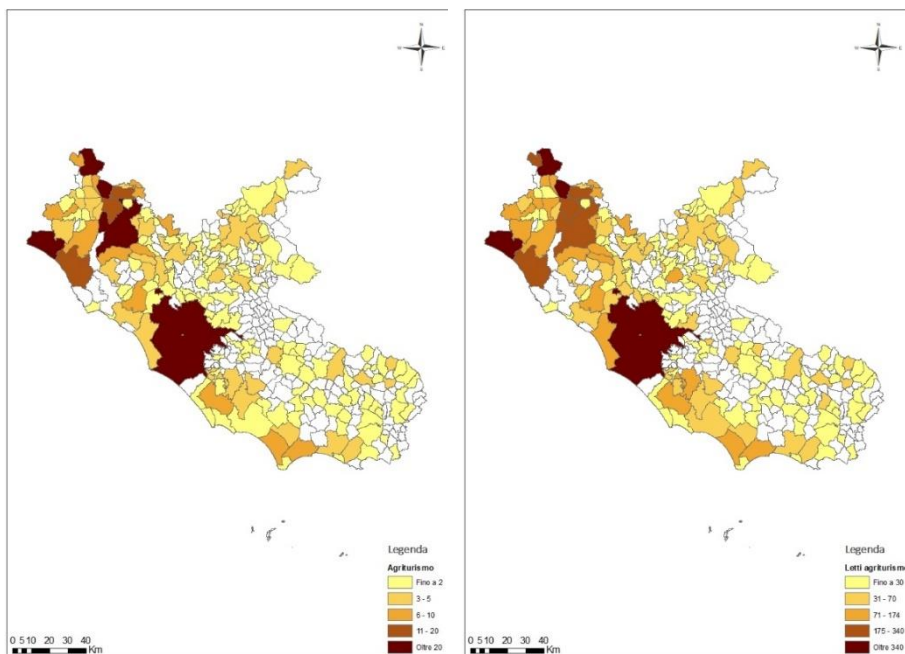 N
W
E
S
Legenda
Agriturismo
Fino a 2
3 - 5
6 - 10
11 - 20
Oltre 20
0 5 10 20 30 40
Km
N
W
E
S
Legenda
Letti agriturismo
Fino a 30
31 - 70
71 - 174
175 - 340
Oltre 340
0 5 10 20 30 40
Km